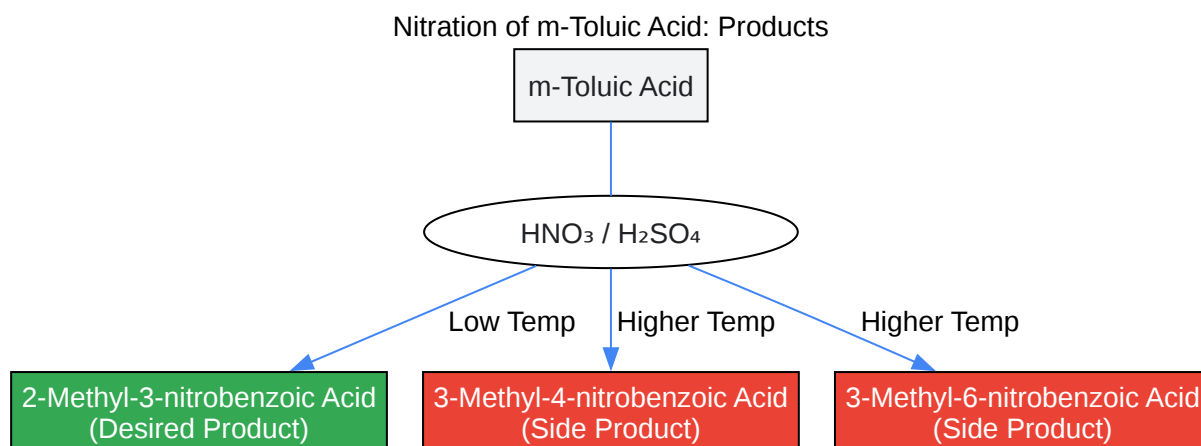 Nitration of m-Toluic Acid: Products
m-Toluic Acid
HNO₃ / H₂SO₄
Low Temp
Higher Temp
Higher Temp
2-Methyl-3-nitrobenzoic Acid
(Desired Product)
3-Methyl-4-nitrobenzoic Acid
(Side Product)
3-Methyl-6-nitrobenzoic Acid
(Side Product)